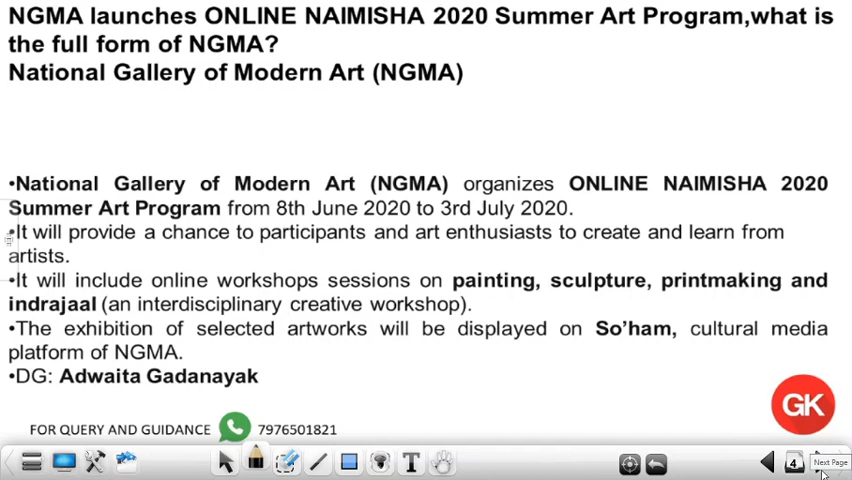 NGMA launches ONLINE NAIMISHA 2020 Summer Art Program,what is
the full form of NGMA?
National Gallery of Modern Art (NGMA)
•National Gallery of Modern Art (NGMA) organizes ONLINE NAIMISHA 2020
Summer Art Program from 8th June 2020 to 3rd July 2020.
•It will provide a chance to participants and art enthusiasts to create and learn from
artists.
•It will include online workshops sessions on painting, sculpture, printmaking and
indrajaal (an interdisciplinary creative workshop).
•The exhibition of selected artworks will be displayed on So’ham, cultural media
platform of NGMA.
•DG: Adwaita Gadanayak
GK
FOR QUERY AND GUIDANCE 7976501821
T
4
Next Page